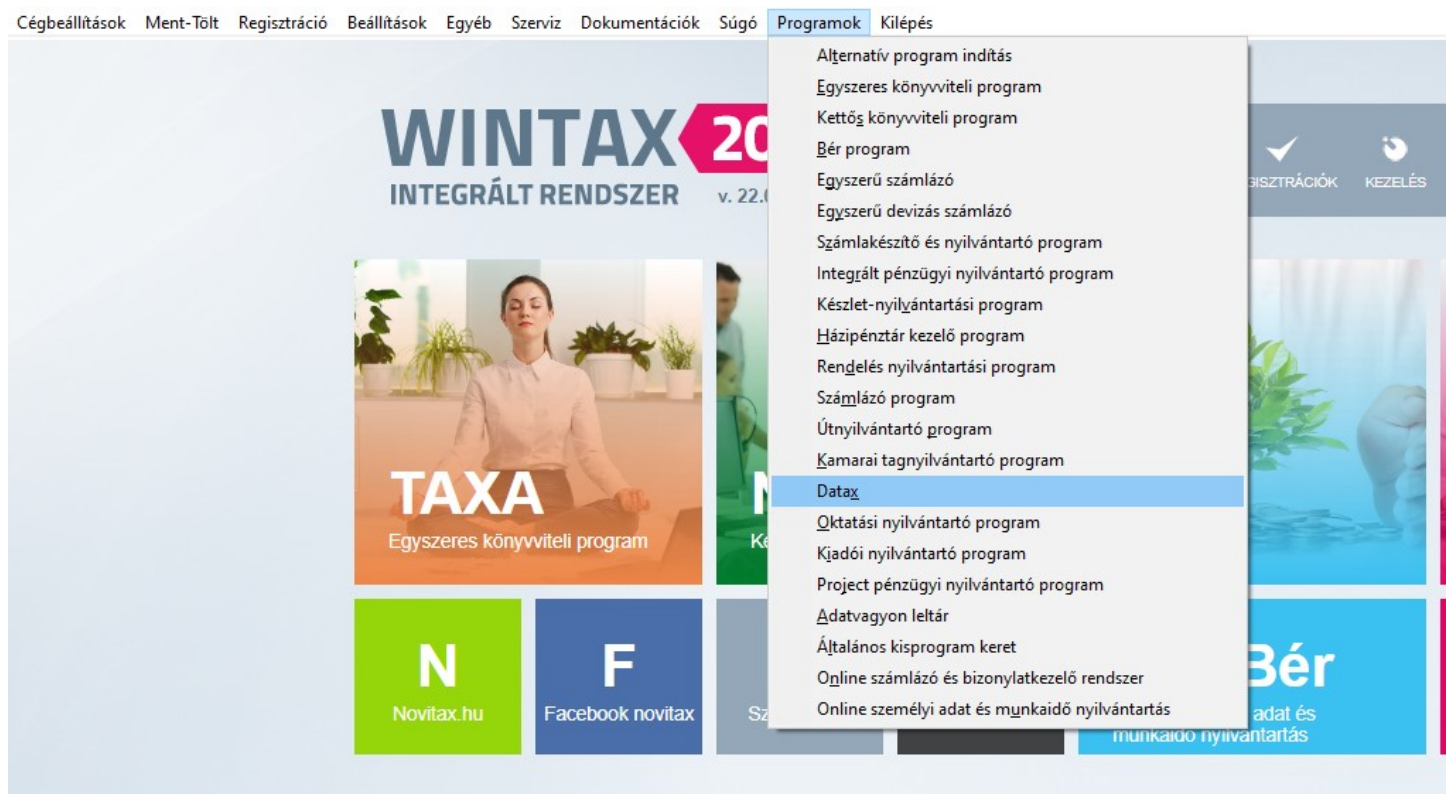 Cégbeállítások Ment-Tölt Regisztráció Beállítások Egyéb Szerviz Dokumentációk Súgó Programok Kilépés
Alternatív program indítás
Egyszeres könyvviteli program
Kettős könyvviteli program
Bér program
Egyszerű számlázó
Egyszerű devizás számlázó
Számlakészítő és nyilvántartó program
Integrált pénzügyi nyilvántartó program
Készlet-nyilvántartási program
Házipénztár kezelő program
Rendelés nyilvántartási program
Számlázó program
Útnyilvántartó program
Kamarai tagnyilvántartó program
Datax
Oktatási nyilvántartó program
Kiadói nyilvántartó program
Project pénzügyi nyilvántartó program
Adatvagyon leltár
Általános kisprogram keret
Online számlázó és bizonylatkezelő rendszer
Online személyi adat és munkaidő nyilvántartás
WINTAX 20
INTEGRÁLT RENDSZER v. 22.
KEZELÉS
TAXA
Egyszeres könyvviteli program
N
Novitax.hu
F
Facebook novitax
Bér
adat és
munkaidő nyilvántartás